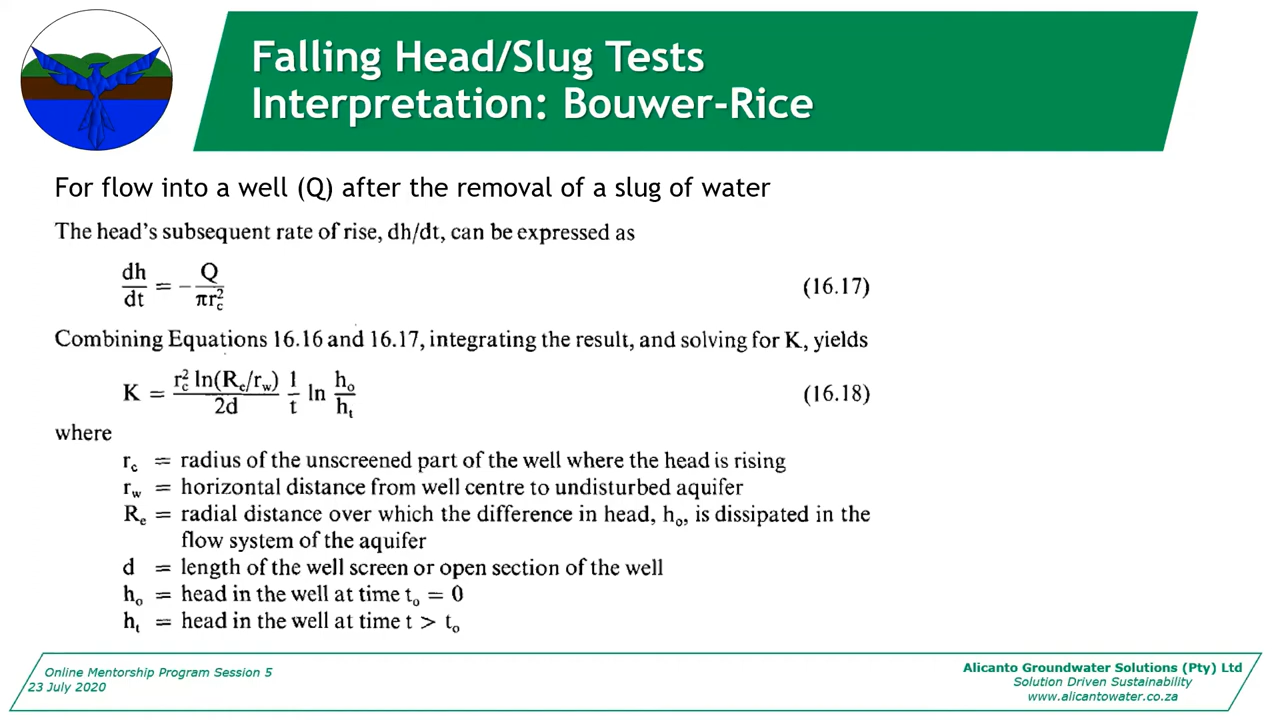 Falling Head/Slug Tests
Interpretation: Bouwer-Rice
For flow into a well (Q) after the removal of a slug of water
The head's subsequent rate of rise, dh/dt, can be expressed as
dh/dt = − Q/πr_c² (16.17)
Combining Equations 16.16 and 16.17, integrating the result, and solving for K, yields
K = r_c² ln(R_e/r_w)/2d 1/t ln h_o/h_t (16.18)
where
r_c = radius of the unscreened part of the well where the head is rising
r_w = horizontal distance from well centre to undisturbed aquifer
R_e = radial distance over which the difference in head, h_o, is dissipated in the
flow system of the aquifer
d = length of the well screen or open section of the well
h_o = head in the well at time t_o = 0
h_t = head in the well at time t > t_o
Online Mentorship Program Session 5
23 July 2020
Alicanto Groundwater Solutions (Pty) Ltd
Solution Driven Sustainability
www.alicantowater.co.za